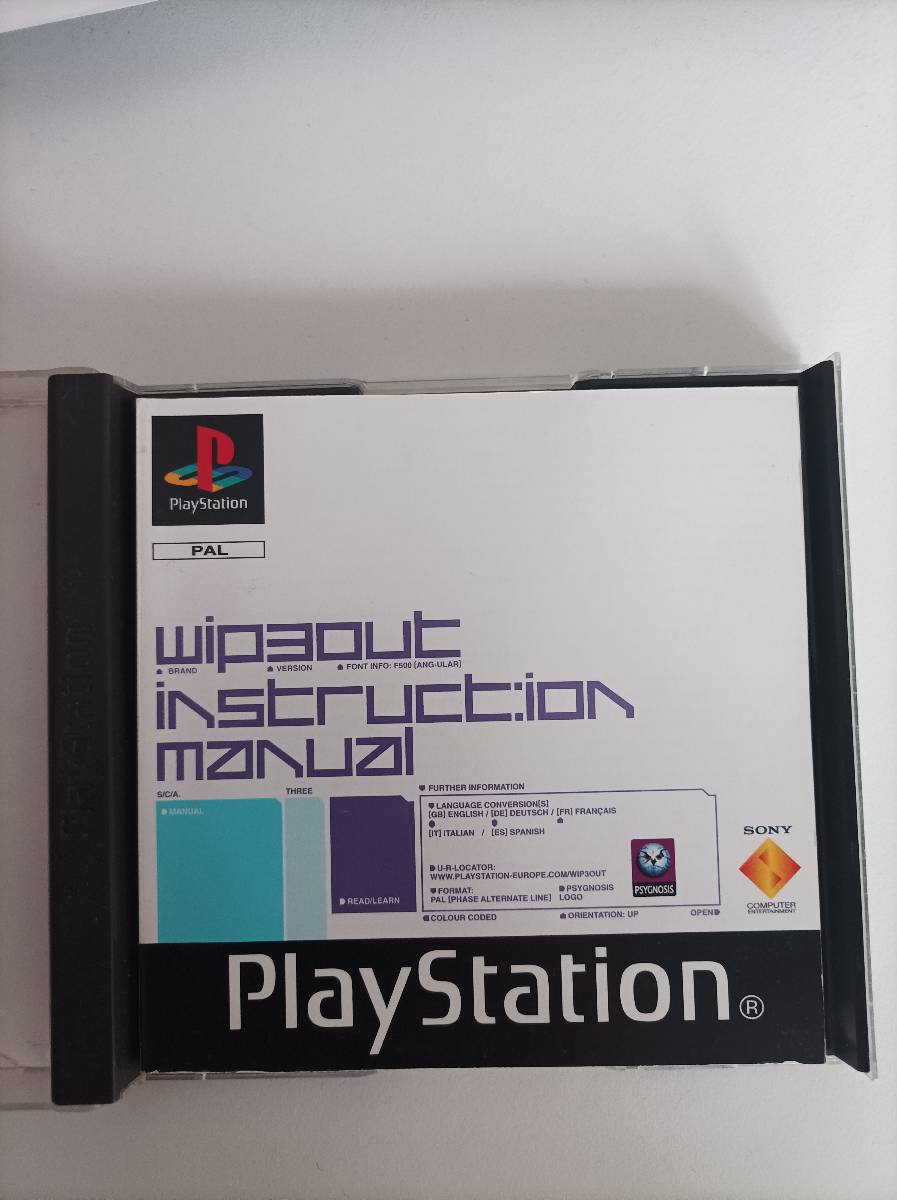 PlayStation
PAL
wip3out
BRAND
VERSION
FONT INFO: F500 [ANG-ULAR]
instruct:ion
manual
S/C/A.
THREE
FURTHER INFORMATION
MANUAL
LANGUAGE CONVERSION[S]
[GB] ENGLISH / [DE] DEUTSCH / [FR] FRANÇAIS
[IT] ITALIAN / [ES] SPANISH
U-R-LOCATOR:
WWW.PLAYSTATION-EUROPE.COM/WIP3OUT
FORMAT:
PAL [PHASE ALTERNATE LINE]
PSYGNOSIS
LOGO
PSYGNOSIS
READ/LEARN
COLOUR CODED
ORIENTATION: UP
OPEN
SONY
COMPUTER
ENTERTAINMENT
PlayStation®